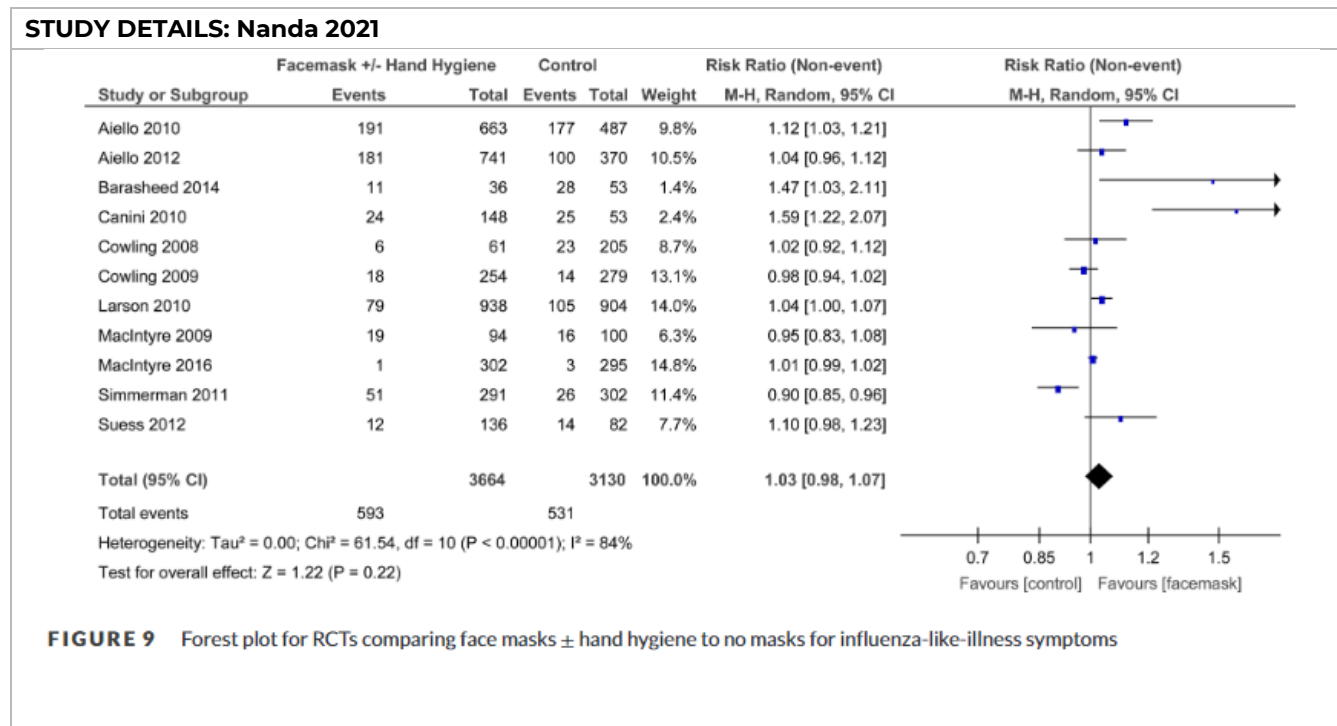 STUDY DETAILS: Nanda 2021
Facemask +/- Hand Hygiene Control Risk Ratio (Non-event) Risk Ratio (Non-event)
Study or Subgroup Events Total Events Total Weight M-H, Random, 95% CI M-H, Random, 95% CI
Aiello 2010 191 663 177 487 9.8% 1.12 [1.03, 1.21]
Aiello 2012 181 741 100 370 10.5% 1.04 [0.96, 1.12]
Barasheed 2014 11 36 28 53 1.4% 1.47 [1.03, 2.11]
Canini 2010 24 148 25 53 2.4% 1.59 [1.22, 2.07]
Cowling 2008 6 61 23 205 8.7% 1.02 [0.92, 1.12]
Cowling 2009 18 254 14 279 13.1% 0.98 [0.94, 1.02]
Larson 2010 79 938 105 904 14.0% 1.04 [1.00, 1.07]
MacIntyre 2009 19 94 16 100 6.3% 0.95 [0.83, 1.08]
MacIntyre 2016 1 302 3 295 14.8% 1.01 [0.99, 1.02]
Simmerman 2011 51 291 26 302 11.4% 0.90 [0.85, 0.96]
Suess 2012 12 136 14 82 7.7% 1.10 [0.98, 1.23]
Total (95% CI) 3664 3130 100.0% 1.03 [0.98, 1.07]
Total events 593 531
Heterogeneity: Tau² = 0.00; Chi² = 61.54, df = 10 (P < 0.00001); I² = 84%
Test for overall effect: Z = 1.22 (P = 0.22)
0.7 0.85 1 1.2 1.5
Favours [control] Favours [facemask]
FIGURE 9 Forest plot for RCTs comparing face masks ± hand hygiene to no masks for influenza-like-illness symptoms